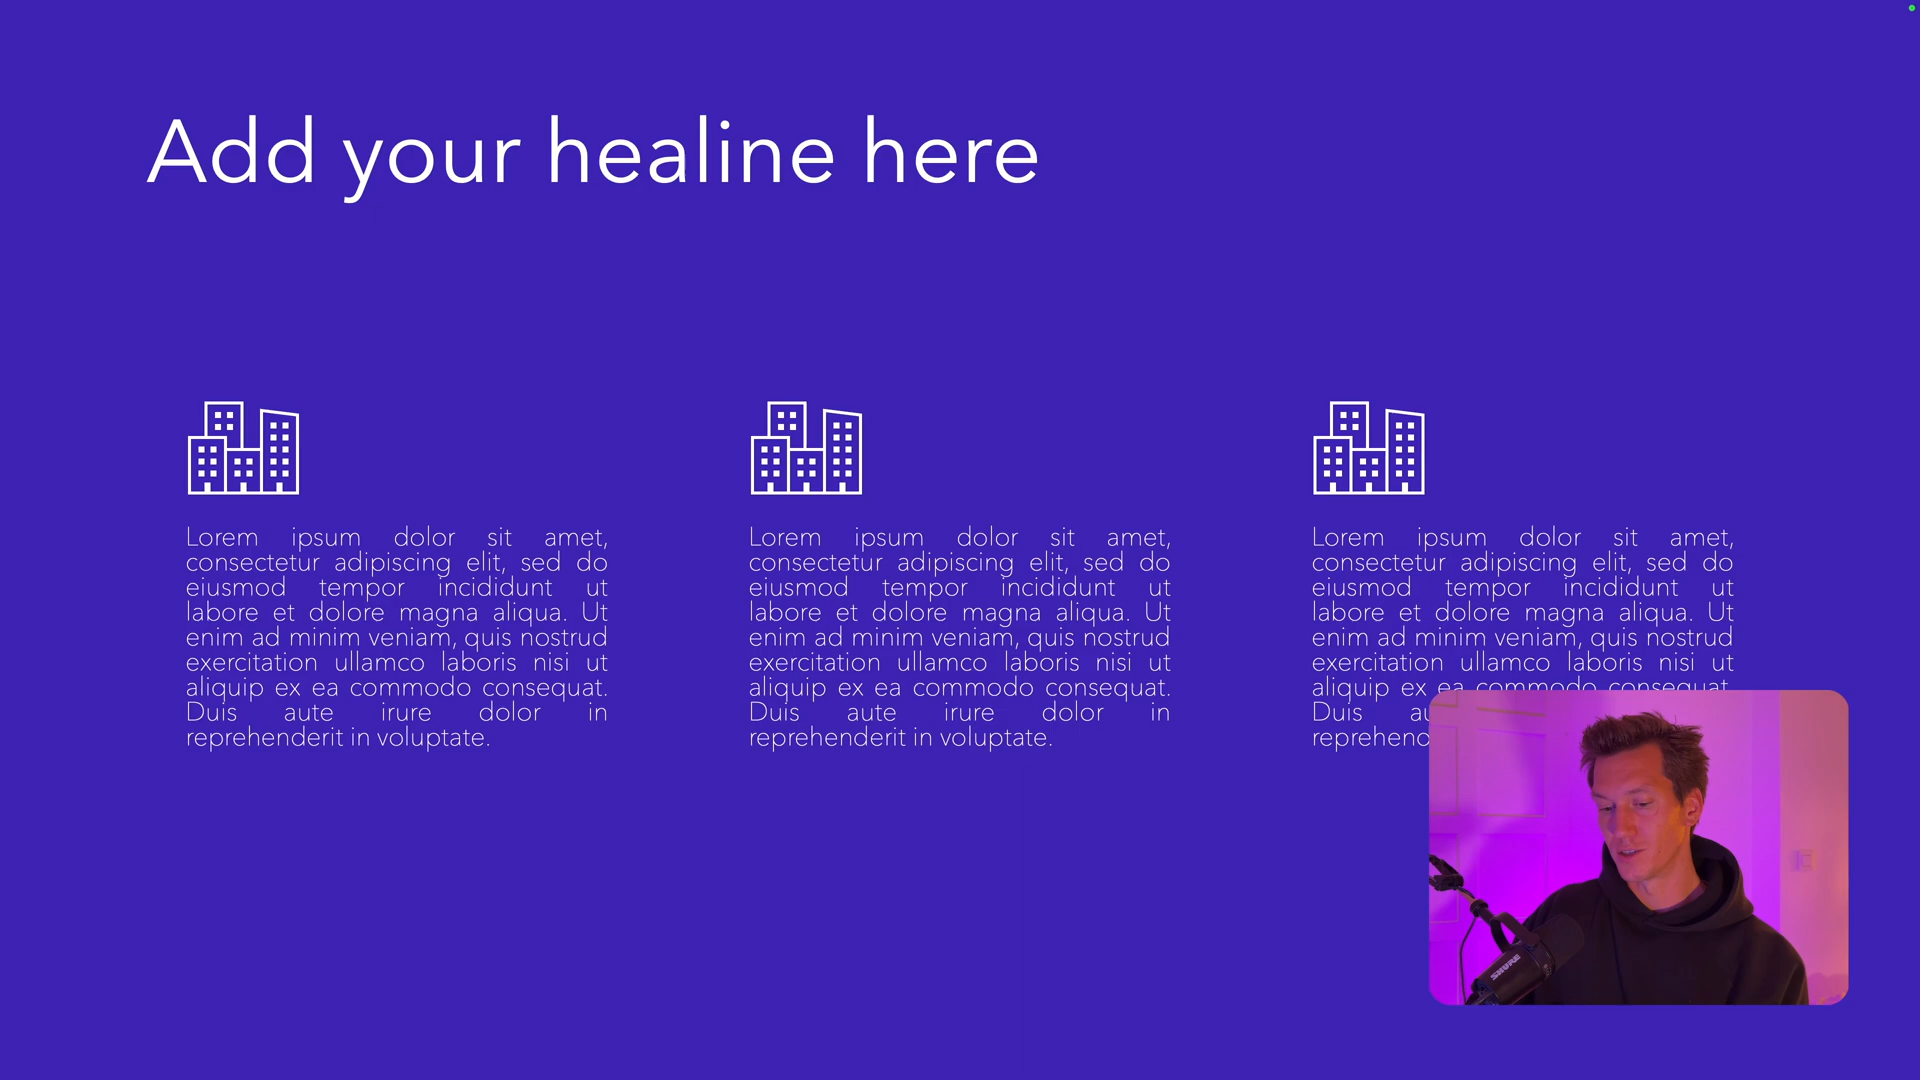 Add your healine here
Lorem ipsum dolor sit amet,
consectetur adipiscing elit, sed do
eiusmod tempor incididunt ut
labore et dolore magna aliqua. Ut
enim ad minim veniam, quis nostrud
exercitation ullamco laboris nisi ut
aliquip ex ea commodo consequat.
Duis aute irure dolor in
reprehenderit in voluptate.
Lorem ipsum dolor sit amet,
consectetur adipiscing elit, sed do
eiusmod tempor incididunt ut
labore et dolore magna aliqua. Ut
enim ad minim veniam, quis nostrud
exercitation ullamco laboris nisi ut
aliquip ex ea commodo consequat.
Duis aute irure dolor in
reprehenderit in voluptate.
Lorem ipsum dolor sit amet,
consectetur adipiscing elit, sed do
eiusmod tempor incididunt ut
labore et dolore magna aliqua. Ut
enim ad minim veniam, quis nostrud
exercitation ullamco laboris nisi ut
aliquip ex ea commodo consequat.
Duis
SHURE